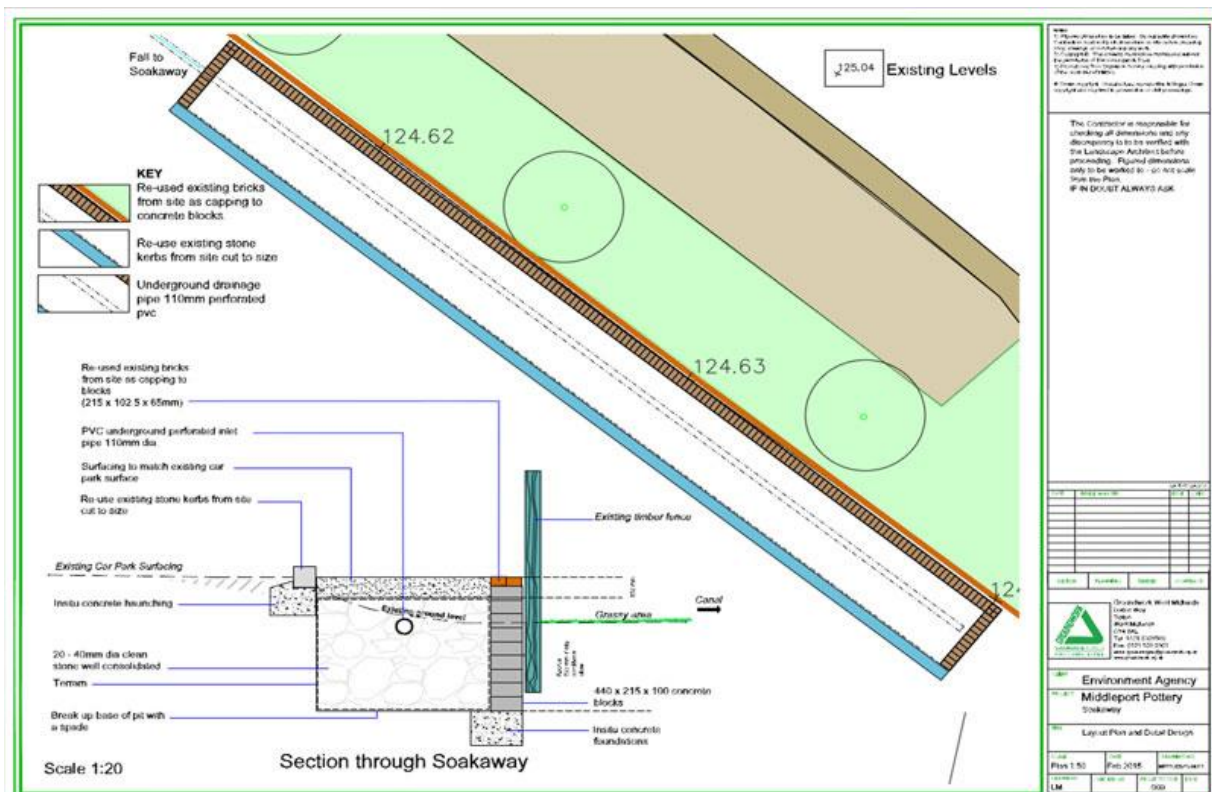 Fall to
Soakaway
124.62
125.04
Existing Levels
KEY
Re-used existing bricks
from site as capping to
concrete blocks.
Re-use existing stone
kerbs from site cut to size
Underground drainage
pipe 110mm perforated
pvc
124.63
124
Re-used existing bricks
from site as capping to
blocks
(215 x 102.5 x 65mm)
PVC underground perforated inlet
pipe 110mm dia
Surfacing to match existing car
park surface
Re-use existing stone kerbs from site
cut to size
Existing Car Park Surfacing
Insitu concrete haunching
20 - 40mm dia clean
stone well consolidated
Terram
Break up base of pit with
a spade
Existing ground level
Existing timber fence
Canal
Grassy area
440 x 215 x 100 concrete
blocks
Insitu concrete
foundations
Section through Soakaway
Scale 1:20
The Contractor is responsible for
checking all dimensions and any
discrepancy is to be verified with
the Landscape Architect before
proceeding. Figured dimensions
only to be worked to - do not scale
from the Plan.
IF IN DOUBT ALWAYS ASK
Groundwork West Midlands
Environment Agency
Middleport Pottery
Soakaway
Layout Plan and Detail Design
Plan 1:50
Feb 2015
LM